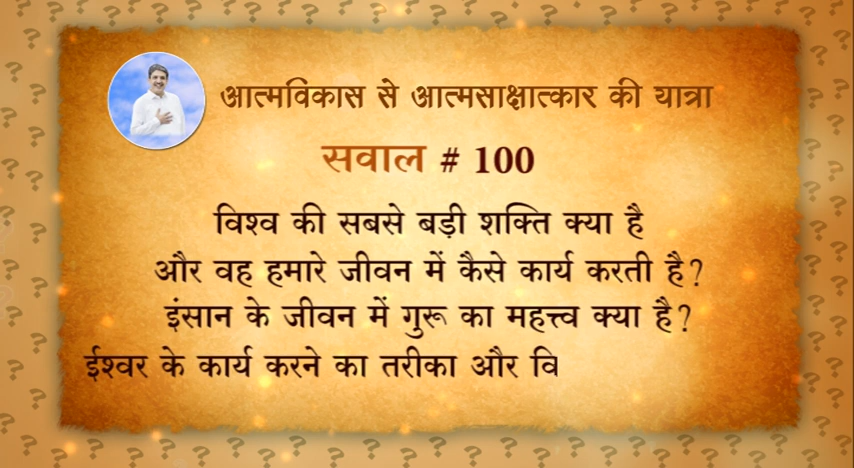 आत्मविकास से आत्मसाक्षात्कार की यात्रा
सवाल # 100
विश्व की सबसे बड़ी शक्ति क्या है
और वह हमारे जीवन में कैसे कार्य करती है?
इंसान के जीवन में गुरू का महत्त्व क्या है?
ईश्वर के कार्य करने का तरीका और वि